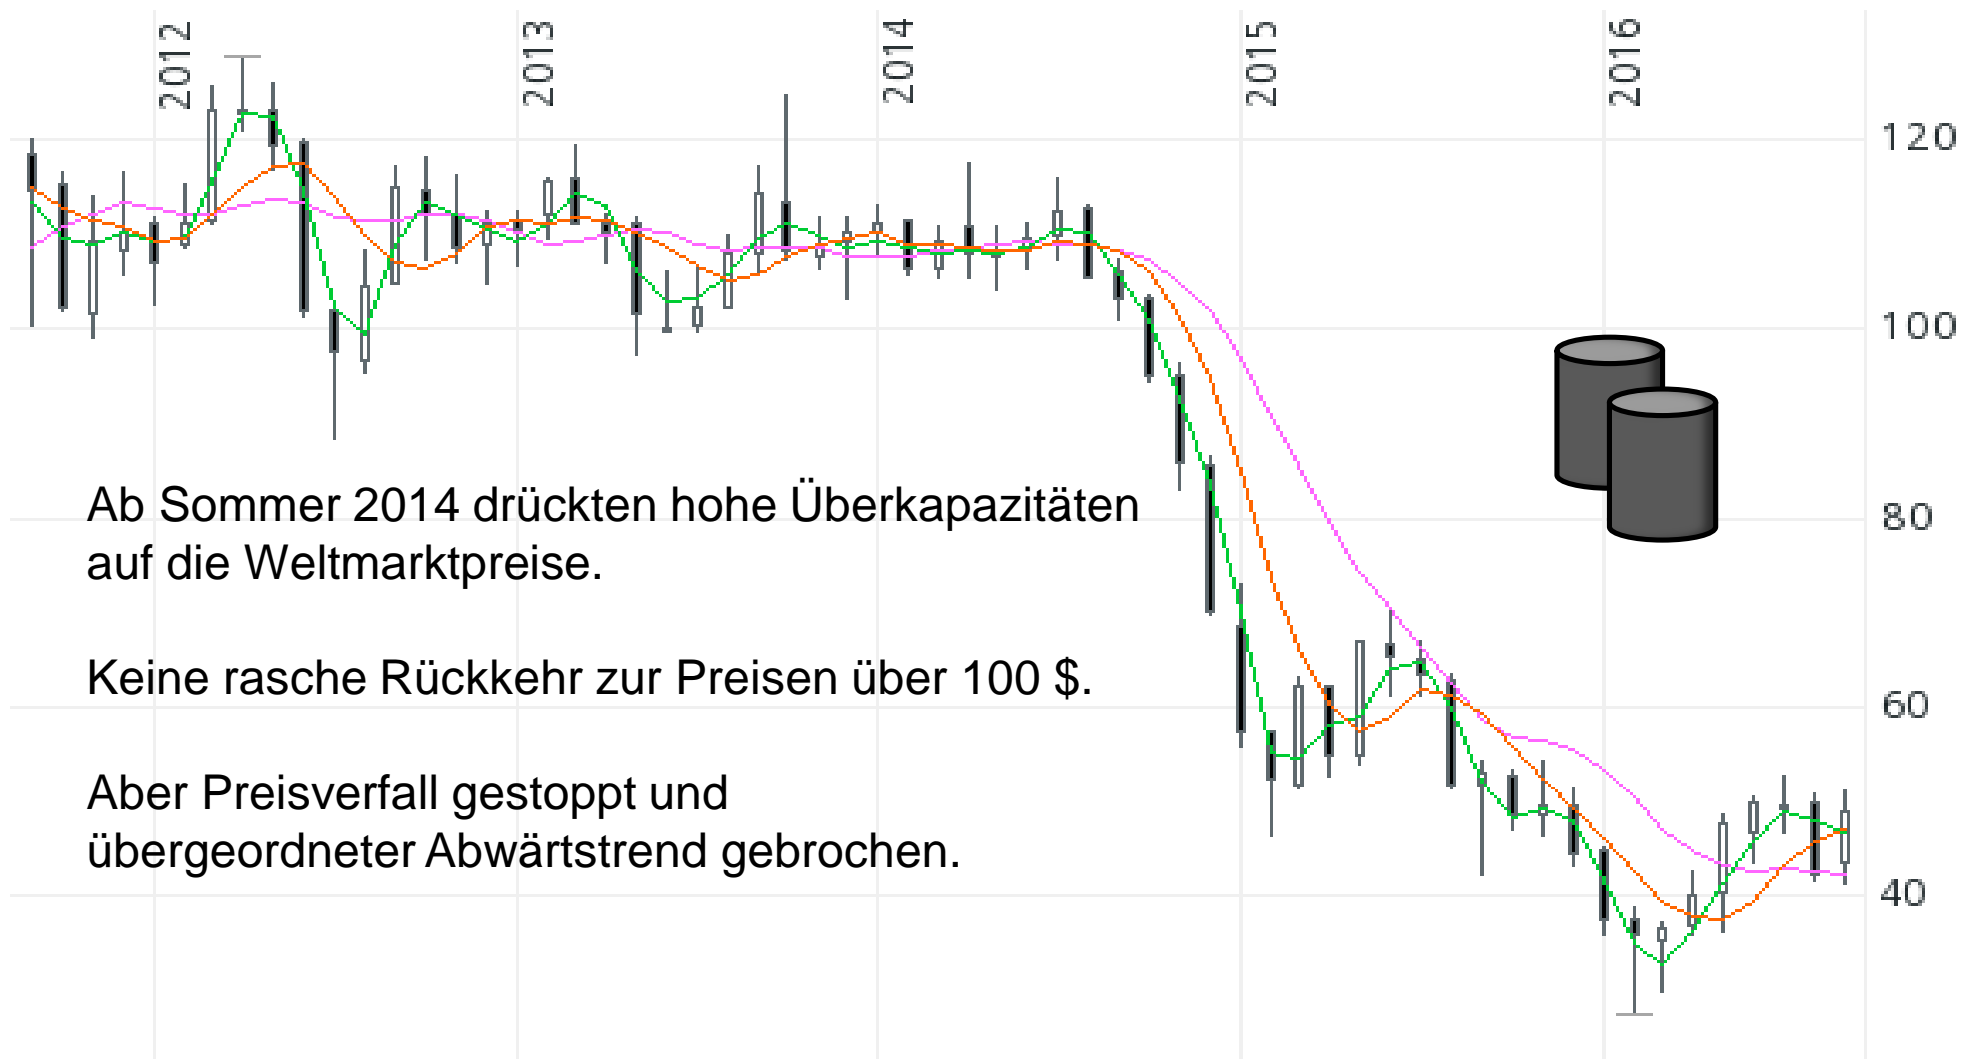 2012
2013
2014
2015
2016
120
100
80
60
40
Ab Sommer 2014 drückten hohe Überkapazitäten
auf die Weltmarktpreise.
Keine rasche Rückkehr zur Preisen über 100 $.
Aber Preisverfall gestoppt und
übergeordneter Abwärtstrend gebrochen.